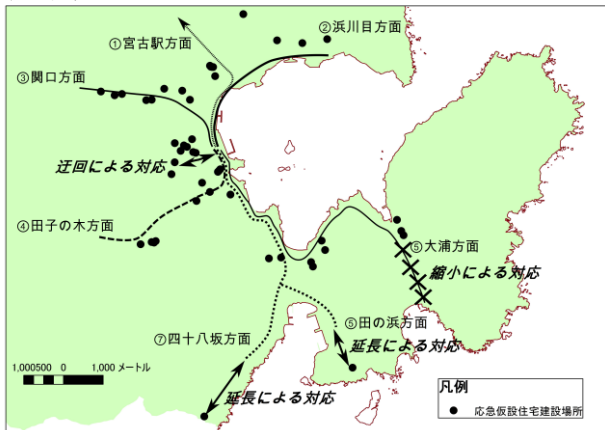 ②浜川目方面
①宮古駅方面
③関口方面
迂回による対応
④田子の木方面
⑤大浦方面
縮小による対応
⑤田の浜方面
⑦四十八坂方面
延長による対応
1,000500 0 1,000 メートル
延長による対応
凡例
応急仮設住宅建設場所